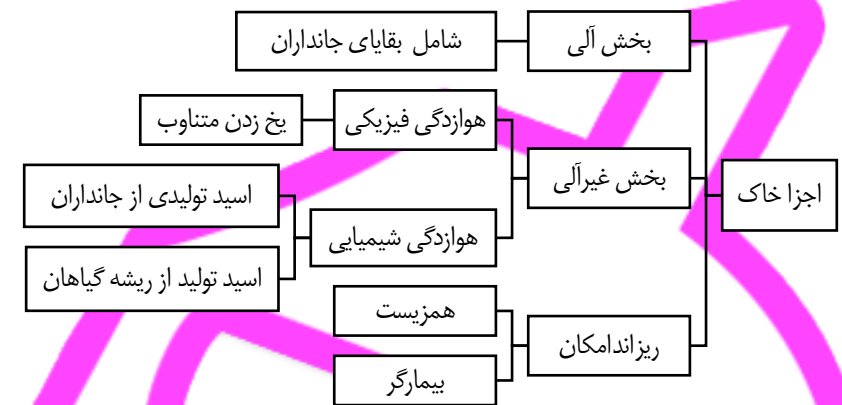 اجزا خاک
بخش آلی
شامل بقایای جانداران
بخش غیرآلی
هوازدگی فیزیکی
یخ زدن متناوب
هوازدگی شیمیایی
اسید تولیدی از جانداران
اسید تولید از ریشه گیاهان
ریزاندامکان
همزیست
بیمارگر